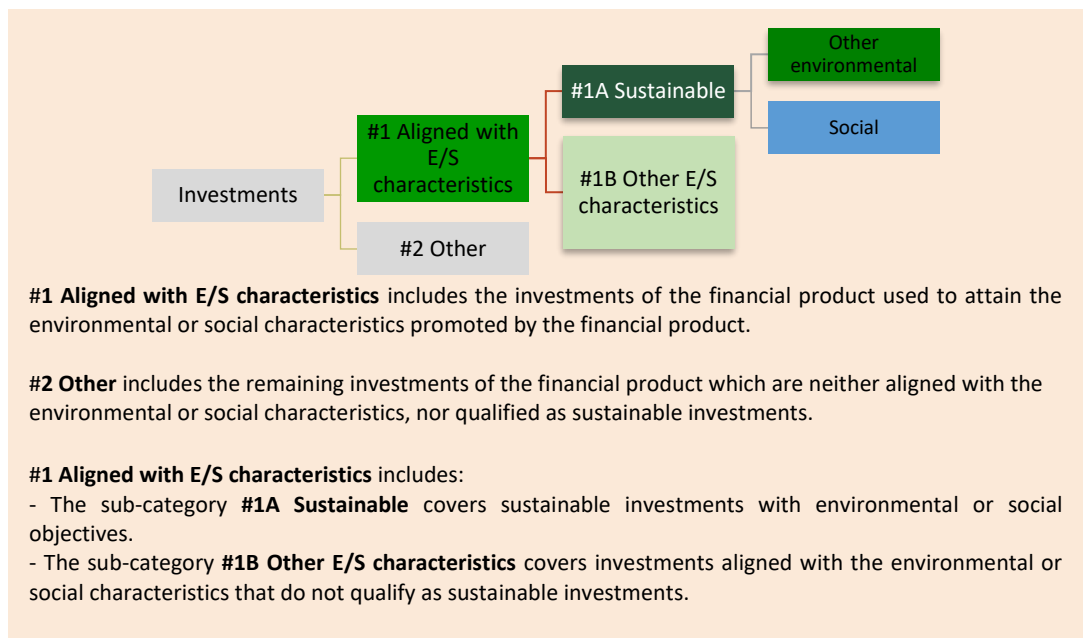 Other
environmental
#1A Sustainable
Social
#1 Aligned with
E/S
characteristics
#1B Other E/S
characteristics
Investments
#2 Other
#1 Aligned with E/S characteristics includes the investments of the financial product used to attain the
environmental or social characteristics promoted by the financial product.
#2 Other includes the remaining investments of the financial product which are neither aligned with the
environmental or social characteristics, nor qualified as sustainable investments.
#1 Aligned with E/S characteristics includes:
- The sub-category #1A Sustainable covers sustainable investments with environmental or social
objectives.
- The sub-category #1B Other E/S characteristics covers investments aligned with the environmental or
social characteristics that do not qualify as sustainable investments.